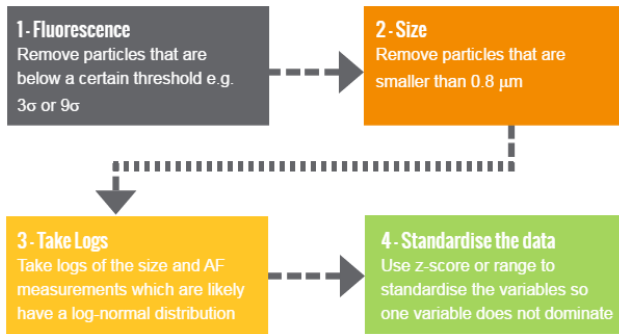 1 - Fluorescence
Remove particles that are
below a certain threshold e.g.
3σ or 9σ
2 - Size
Remove particles that are
smaller than 0.8 μm
3 - Take Logs
Take logs of the size and AF
measurements which are likely
have a log-normal distribution
4 - Standardise the data
Use z-score or range to
standardise the variables so
one variable does not dominate